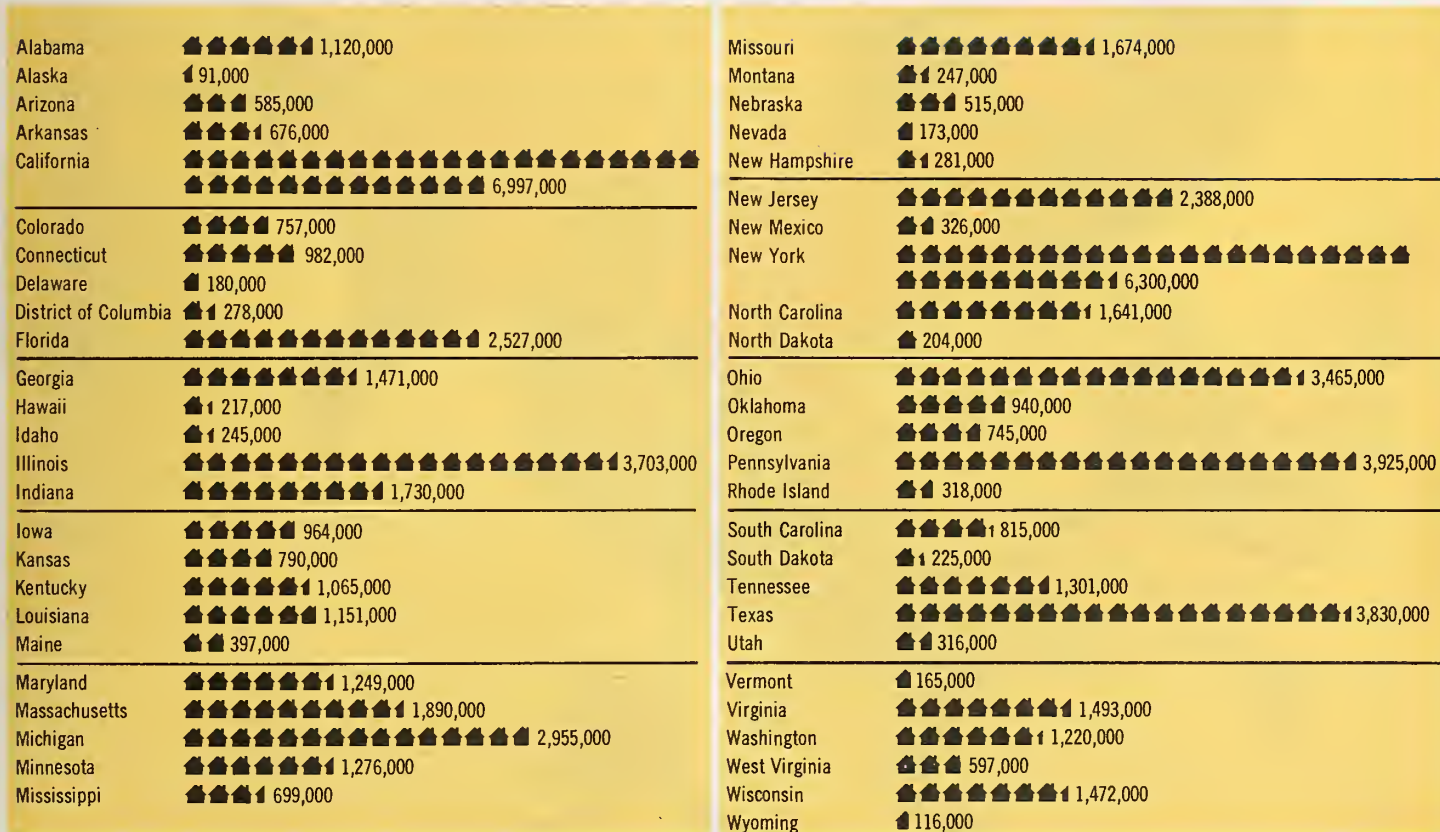 Alabama 1,120,000
Alaska 91,000
Arizona 585,000
Arkansas 676,000
California
6,997,000
Colorado 757,000
Connecticut 982,000
Delaware 180,000
District of Columbia 278,000
Florida 2,527,000
Georgia 1,471,000
Hawaii 217,000
Idaho 245,000
Illinois 3,703,000
Indiana 1,730,000
Iowa 964,000
Kansas 790,000
Kentucky 1,065,000
Louisiana 1,151,000
Maine 397,000
Maryland 1,249,000
Massachusetts 1,890,000
Michigan 2,955,000
Minnesota 1,276,000
Mississippi 699,000
Missouri 1,674,000
Montana 247,000
Nebraska 515,000
Nevada 173,000
New Hampshire 281,000
New Jersey 2,388,000
New Mexico 326,000
New York
6,300,000
North Carolina 1,641,000
North Dakota 204,000
Ohio 3,465,000
Oklahoma 940,000
Oregon 745,000
Pennsylvania 3,925,000
Rhode Island 318,000
South Carolina 815,000
South Dakota 225,000
Tennessee 1,301,000
Texas 3,830,000
Utah 316,000
Vermont 165,000
Virginia 1,493,000
Washington 1,220,000
West Virginia 597,000
Wisconsin 1,472,000
Wyoming 116,000